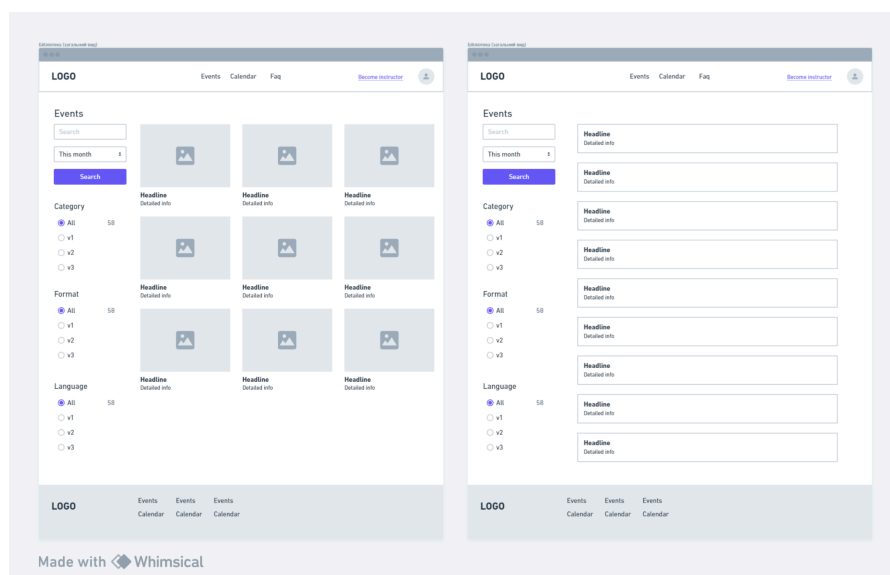 Бібліотека (загальний вид)
LOGO Events Calendar Faq Become instructor
Events
Search
This month
Search
Headline Headline Headline
Detailed info Detailed info Detailed info
Category
All 58
v1
v2
v3
Headline Headline Headline
Detailed info Detailed info Detailed info
Format
All 58
v1
v2
v3
Headline Headline Headline
Detailed info Detailed info Detailed info
Language
All 58
v1
v2
v3
LOGO Events Events Events
Calendar Calendar Calendar
Бібліотека (загальний вид)
LOGO Events Calendar Faq Become instructor
Events
Search
This month
Search
Category
All 58
v1
v2
v3
Format
All 58
v1
v2
v3
Language
All 58
v1
v2
v3
Headline
Detailed info
Headline
Detailed info
Headline
Detailed info
Headline
Detailed info
Headline
Detailed info
Headline
Detailed info
Headline
Detailed info
Headline
Detailed info
Headline
Detailed info
LOGO Events Events Events
Calendar Calendar Calendar
Made with Whimsical